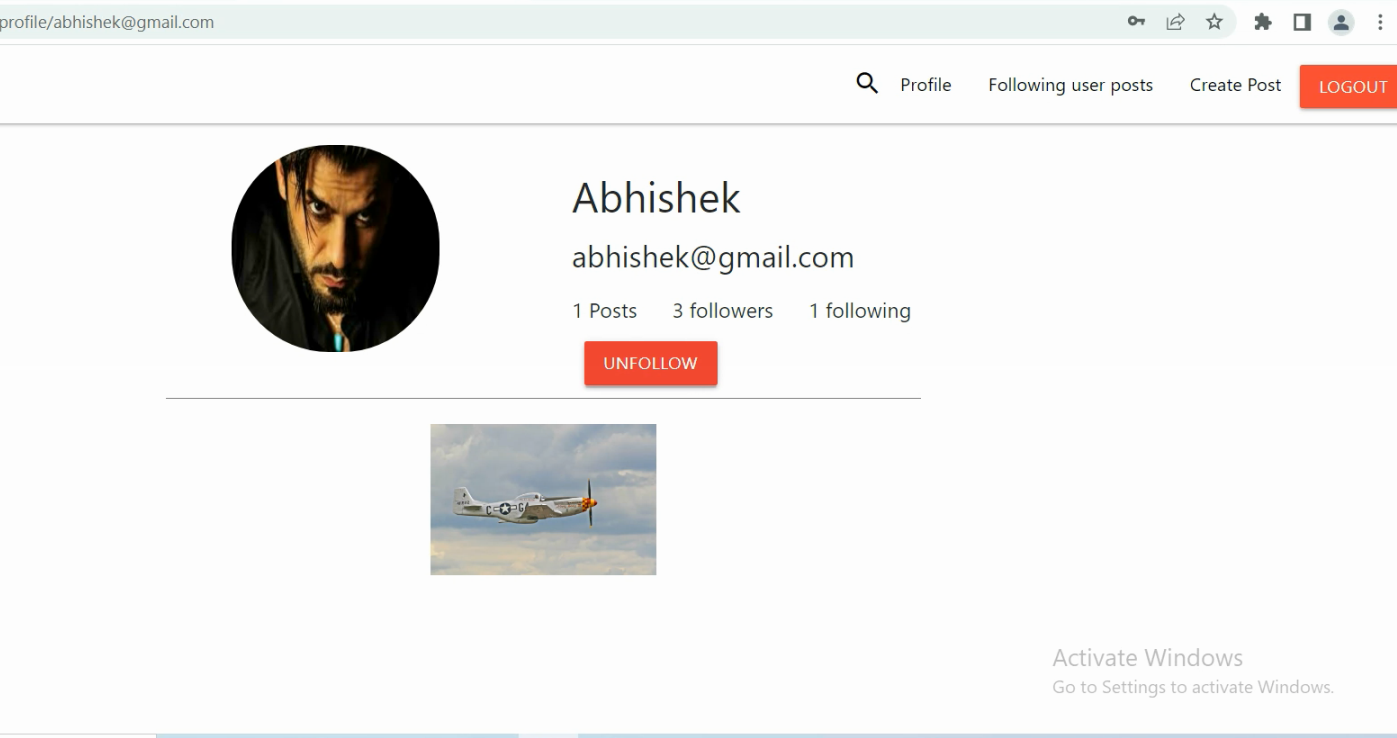 profile/abhishek@gmail.com
Profile Following user posts Create Post LOGOUT
Abhishek
abhishek@gmail.com
1 Posts 3 followers 1 following
UNFOLLOW
Activate Windows
Go to Settings to activate Windows.